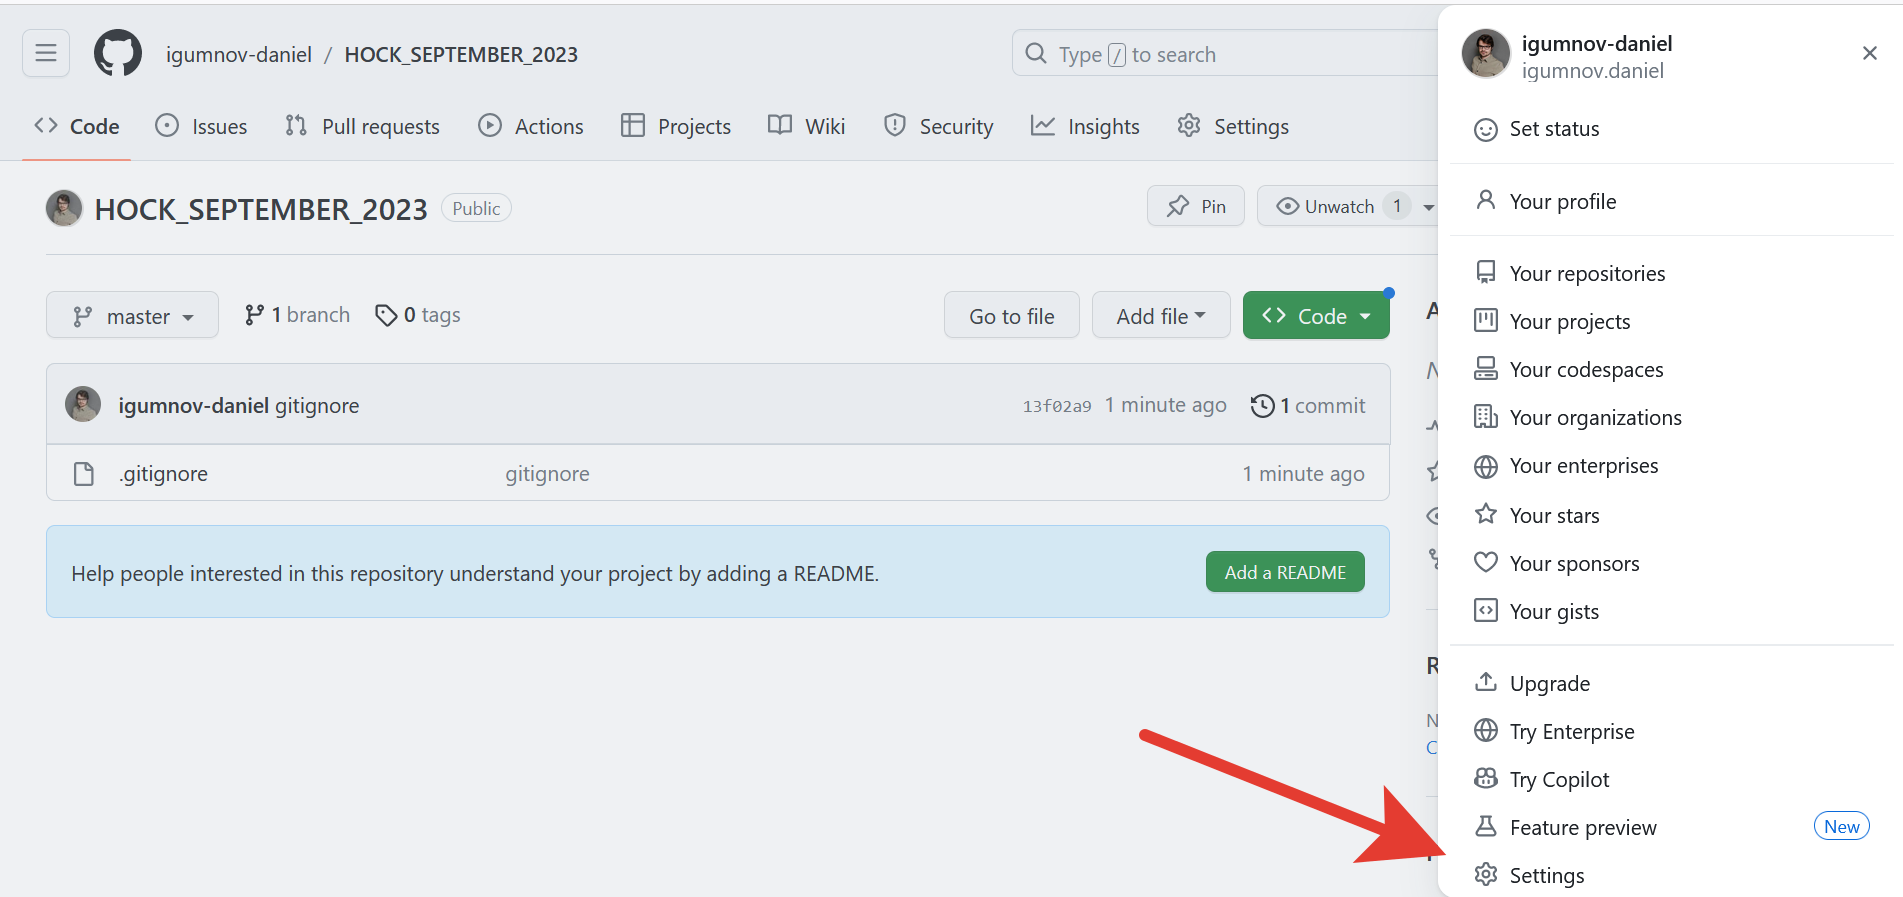 igumnov-daniel / HOCK_SEPTEMBER_2023
Type / to search
Code Issues Pull requests Actions Projects Wiki Security Insights Settings
HOCK_SEPTEMBER_2023 Public
Pin Unwatch 1
master 1 branch 0 tags
Go to file Add file Code
igumnov-daniel gitignore 13f02a9 1 minute ago 1 commit
.gitignore gitignore 1 minute ago
Help people interested in this repository understand your project by adding a README.
Add a README
igumnov-daniel
igumnov.daniel
Set status
Your profile
Your repositories
Your projects
Your codespaces
Your organizations
Your enterprises
Your stars
Your sponsors
Your gists
Upgrade
Try Enterprise
Try Copilot
Feature preview New
Settings